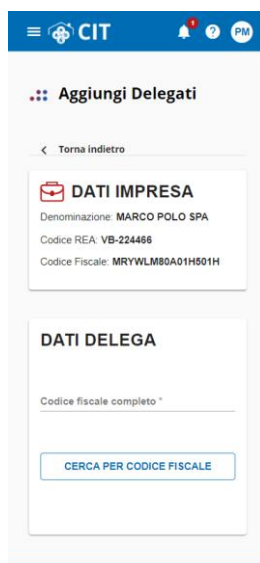 CIT
1
?
PM
Aggiungi Delegati
Torna indietro
DATI IMPRESA
Denominazione: MARCO POLO SPA
Codice REA: VB-224466
Codice Fiscale: MRYWLM80A01H501H
DATI DELEGA
Codice fiscale completo *
CERCA PER CODICE FISCALE